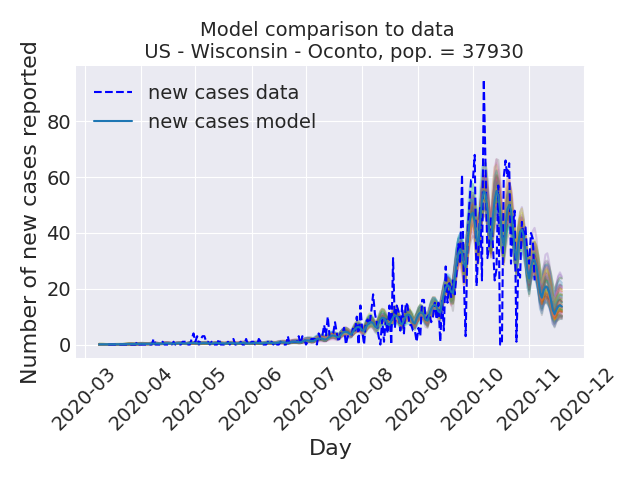 Model comparison to data
US - Wisconsin - Oconto, pop. = 37930
Number of new cases reported
new cases data
new cases model
80
60
40
20
0
2020-03
2020-04
2020-05
2020-06
2020-07
2020-08
2020-09
2020-10
2020-11
2020-12
Day